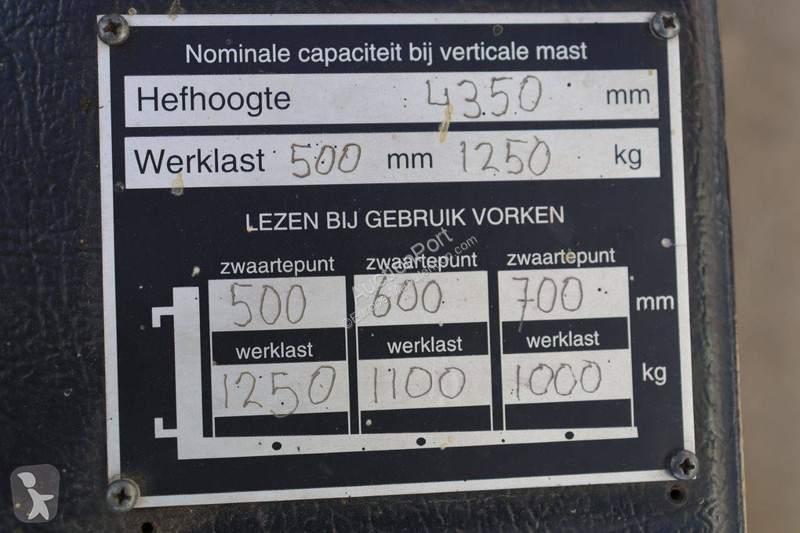 Nominale capaciteit bij verticale mast
Hefhoogte 4350 mm
Werklast 500 mm 1250 kg
LEZEN BIJ GEBRUIK VORKEN
zwaartepunt zwaartepunt zwaartepunt
500 600 700 mm
werklast werklast werklast
1250 1100 1000 kg